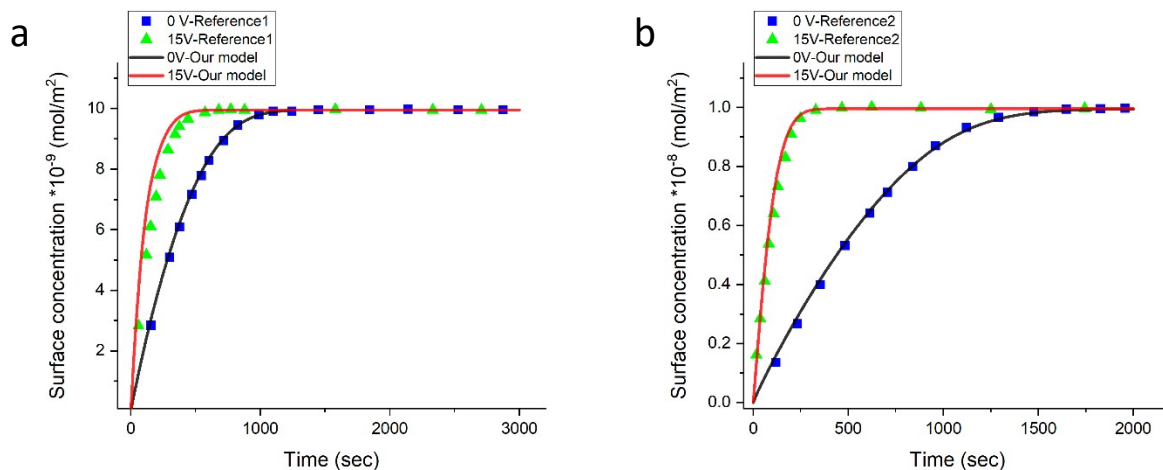 a
0 V-Reference1
15V-Reference1
0V-Our model
15V-Our model
Surface concentration *10⁻⁹ (mol/m²)
10
8
6
4
2
0
1000
2000
3000
Time (sec)
b
0 V-Reference2
15V-Reference2
0V-Our model
15V-Our model
Surface concentration *10⁻⁸ (mol/m²)
1.0
0.8
0.6
0.4
0.2
0.0
0
500
1000
1500
2000
Time (sec)